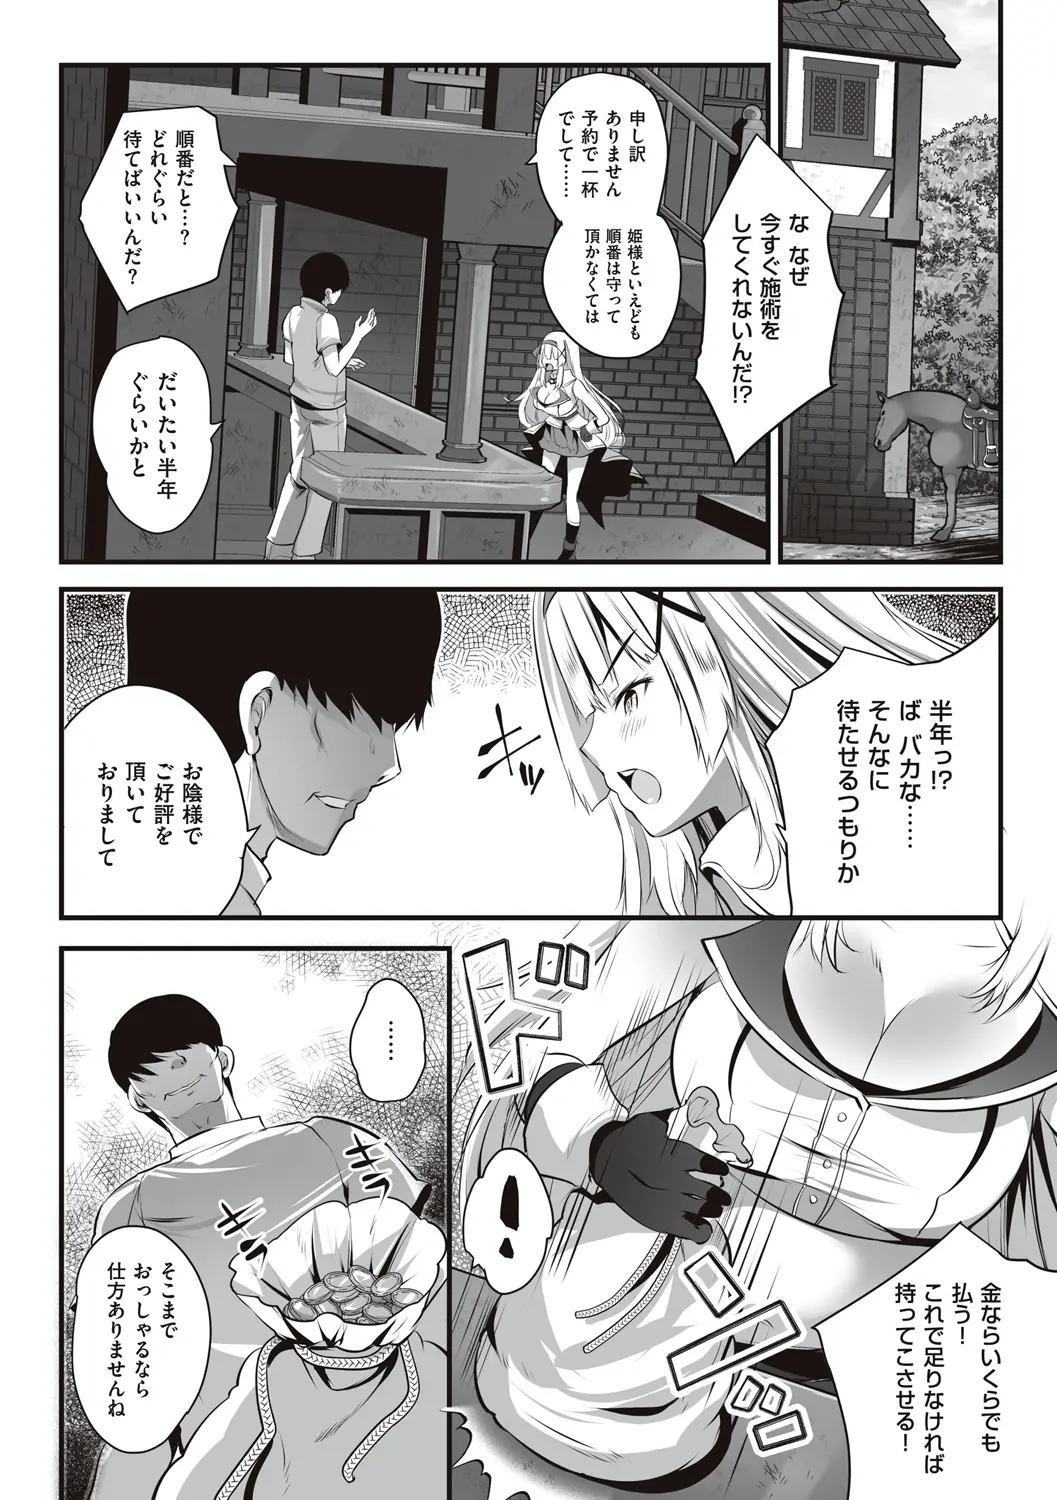 な なぜ
今すぐ施術を
してくれないんだ!?
申し訳
ありません
予約で一杯
でして……
姫様といえども
順番は守って
頂かなくては
順番だと…?
どれぐらい
待てばいいんだ?
だいたい半年
ぐらいかと
半年っ!?
ば バカな……
そんなに
待たせるつもりか
キッ
お陰様で
ご好評を
頂いて
おりまして
ドンッ
金ならいくらでも
払う!
これで足りなければ
持ってこさせる!
!
……
そこまで
おっしゃるなら
仕方ありませんね